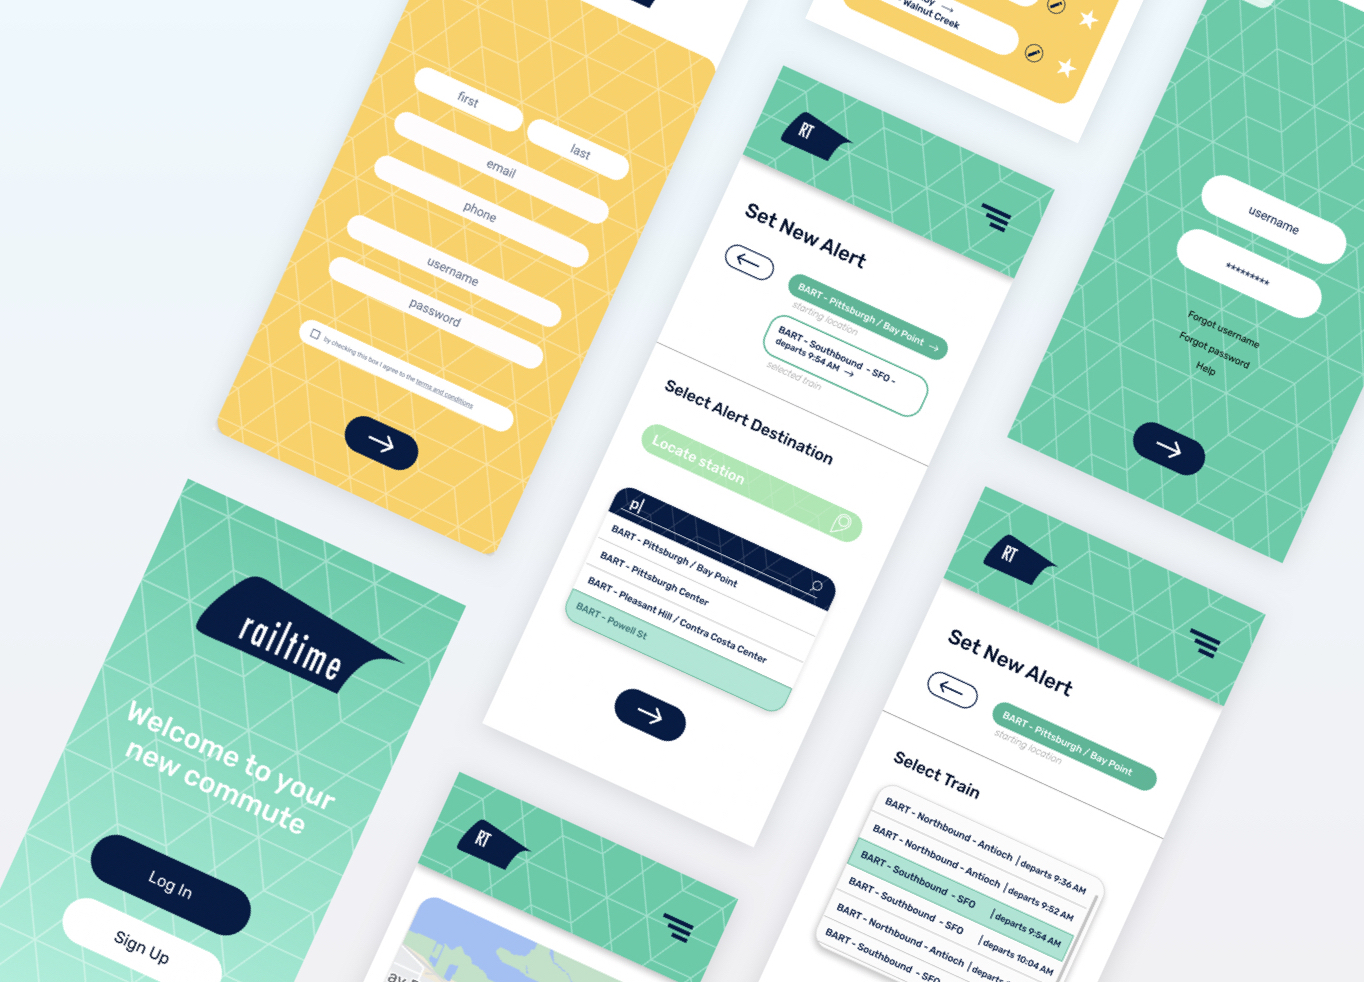 first
last
email
phone
username
password
by checking this box I agree to the terms and conditions
Walnut Creek
RT
Set New Alert
BART - Pittsburgh / Bay Point →
starting location
BART - Southbound - SFO -
departs 9:54 AM →
selected train
Select Alert Destination
Locate station
p|
BART - Pittsburgh / Bay Point
BART - Pittsburgh Center
BART - Pleasant Hill / Contra Costa Center
BART - Powell St
username
*********
Forgot username
Forgot password
Help
railtime
Welcome to your
new commute
Log In
Sign Up
RT
RT
Set New Alert
BART - Pittsburgh / Bay Point
starting location
Select Train
BART - Northbound - Antioch | departs 9:36 AM
BART - Northbound - Antioch | departs 9:52 AM
BART - Southbound - SFO | departs 9:54 AM
BART - Southbound - SFO | departs 10:04 AM
BART - Northbound - Antioch | departs
BART - Southbound - SFO